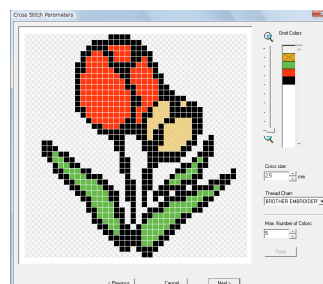 Cross Stitch Parameters
Omit Colors
Cross size:
2.5 mm
Thread Chart:
BROTHER EMBROIDERY
Max. Number of Colors:
5
< Previous Cancel Next >